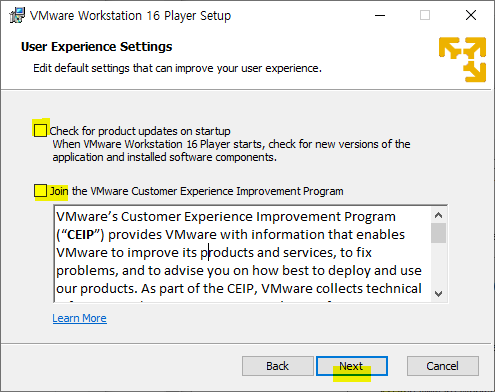 VMware Workstation 16 Player Setup
User Experience Settings
Edit default settings that can improve your user experience.
Check for product updates on startup
When VMware Workstation 16 Player starts, check for new versions of the
application and installed software components.
Join the VMware Customer Experience Improvement Program
VMware's Customer Experience Improvement Program
("CEIP") provides VMware with information that enables
VMware to improve its products and services, to fix
problems, and to advise you on how best to deploy and use
our products. As part of the CEIP, VMware collects technical
Learn More
Back
Next
Cancel